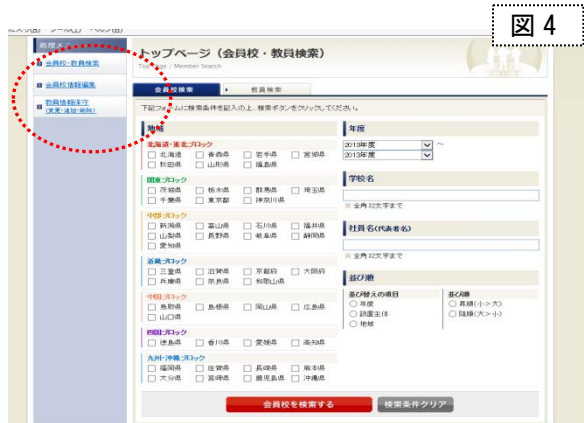 図 4
会員校・教員検索
会員校情報編集
教員情報保守
(変更・追加・削除)
トップページ（会員校・教員検索）
Top Page / Member Search
会員校検索
教員検索
下記フォームに検索条件を記入の上、検索ボタンをクリックしてください。
地域
北海道・東北ブロック
北海道 青森県 岩手県 宮城県
秋田県 山形県 福島県
関東ブロック
茨城県 栃木県 群馬県 埼玉県
千葉県 東京都 神奈川県
中部ブロック
新潟県 富山県 石川県 福井県
山梨県 長野県 岐阜県 静岡県
愛知県
近畿ブロック
三重県 滋賀県 京都府 大阪府
兵庫県 奈良県 和歌山県
中国ブロック
鳥取県 島根県 岡山県 広島県
山口県
四国ブロック
徳島県 香川県 愛媛県 高知県
九州・沖縄ブロック
福岡県 佐賀県 長崎県 熊本県
大分県 宮崎県 鹿児島県 沖縄県
年度
2013年度 ～
2013年度
学校名
※ 全角32文字まで
社員名(代表者名)
※ 全角32文字まで
並び順
並び替えの項目
年度
設置主体
地域
並び順
昇順(小＞大)
降順(大＞小)
会員校を検索する
検索条件クリア